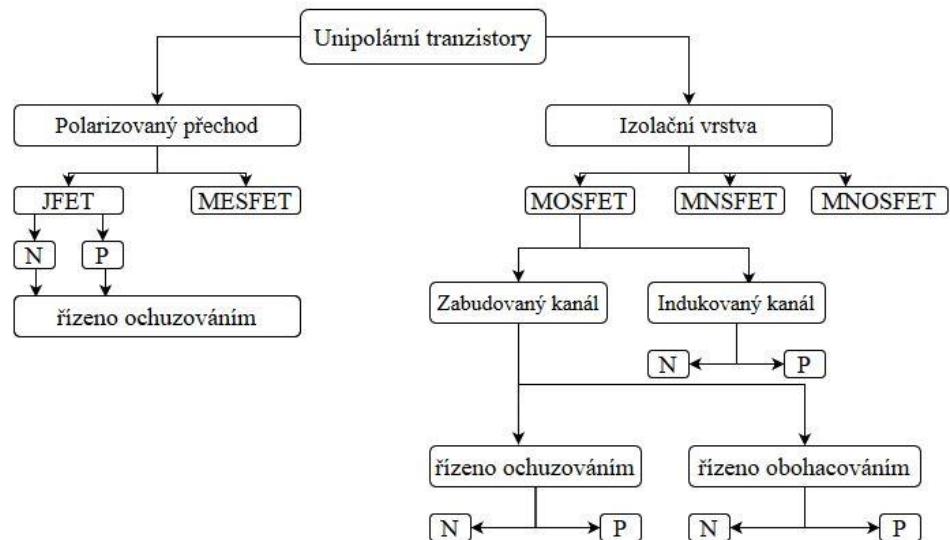 Unipolární tranzistory
Polarizovaný přechod
Izolační vrstva
JFET
MESFET
MOSFET
MNSFET
MNOSFET
N
P
řízeno ochuzováním
Zabudovaný kanál
Indukovaný kanál
N
P
řízeno ochuzováním
řízeno obohacováním
N
P
N
P